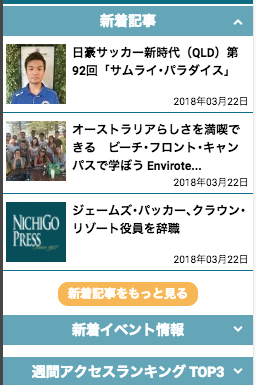 新着記事
日豪サッカー新時代（QLD）第
92回「サムライ・パラダイス」
2018年03月22日
オーストラリアらしさを満喫で
きる　ビーチ・フロント・キャン
パスで学ぼう Envirote...
2018年03月22日
NICHIGO
PRESS
ジェームズ・パッカー、クラウン・
リゾート役員を辞職
2018年03月22日
新着記事をもっと見る
新着イベント情報
週間アクセスランキング TOP3